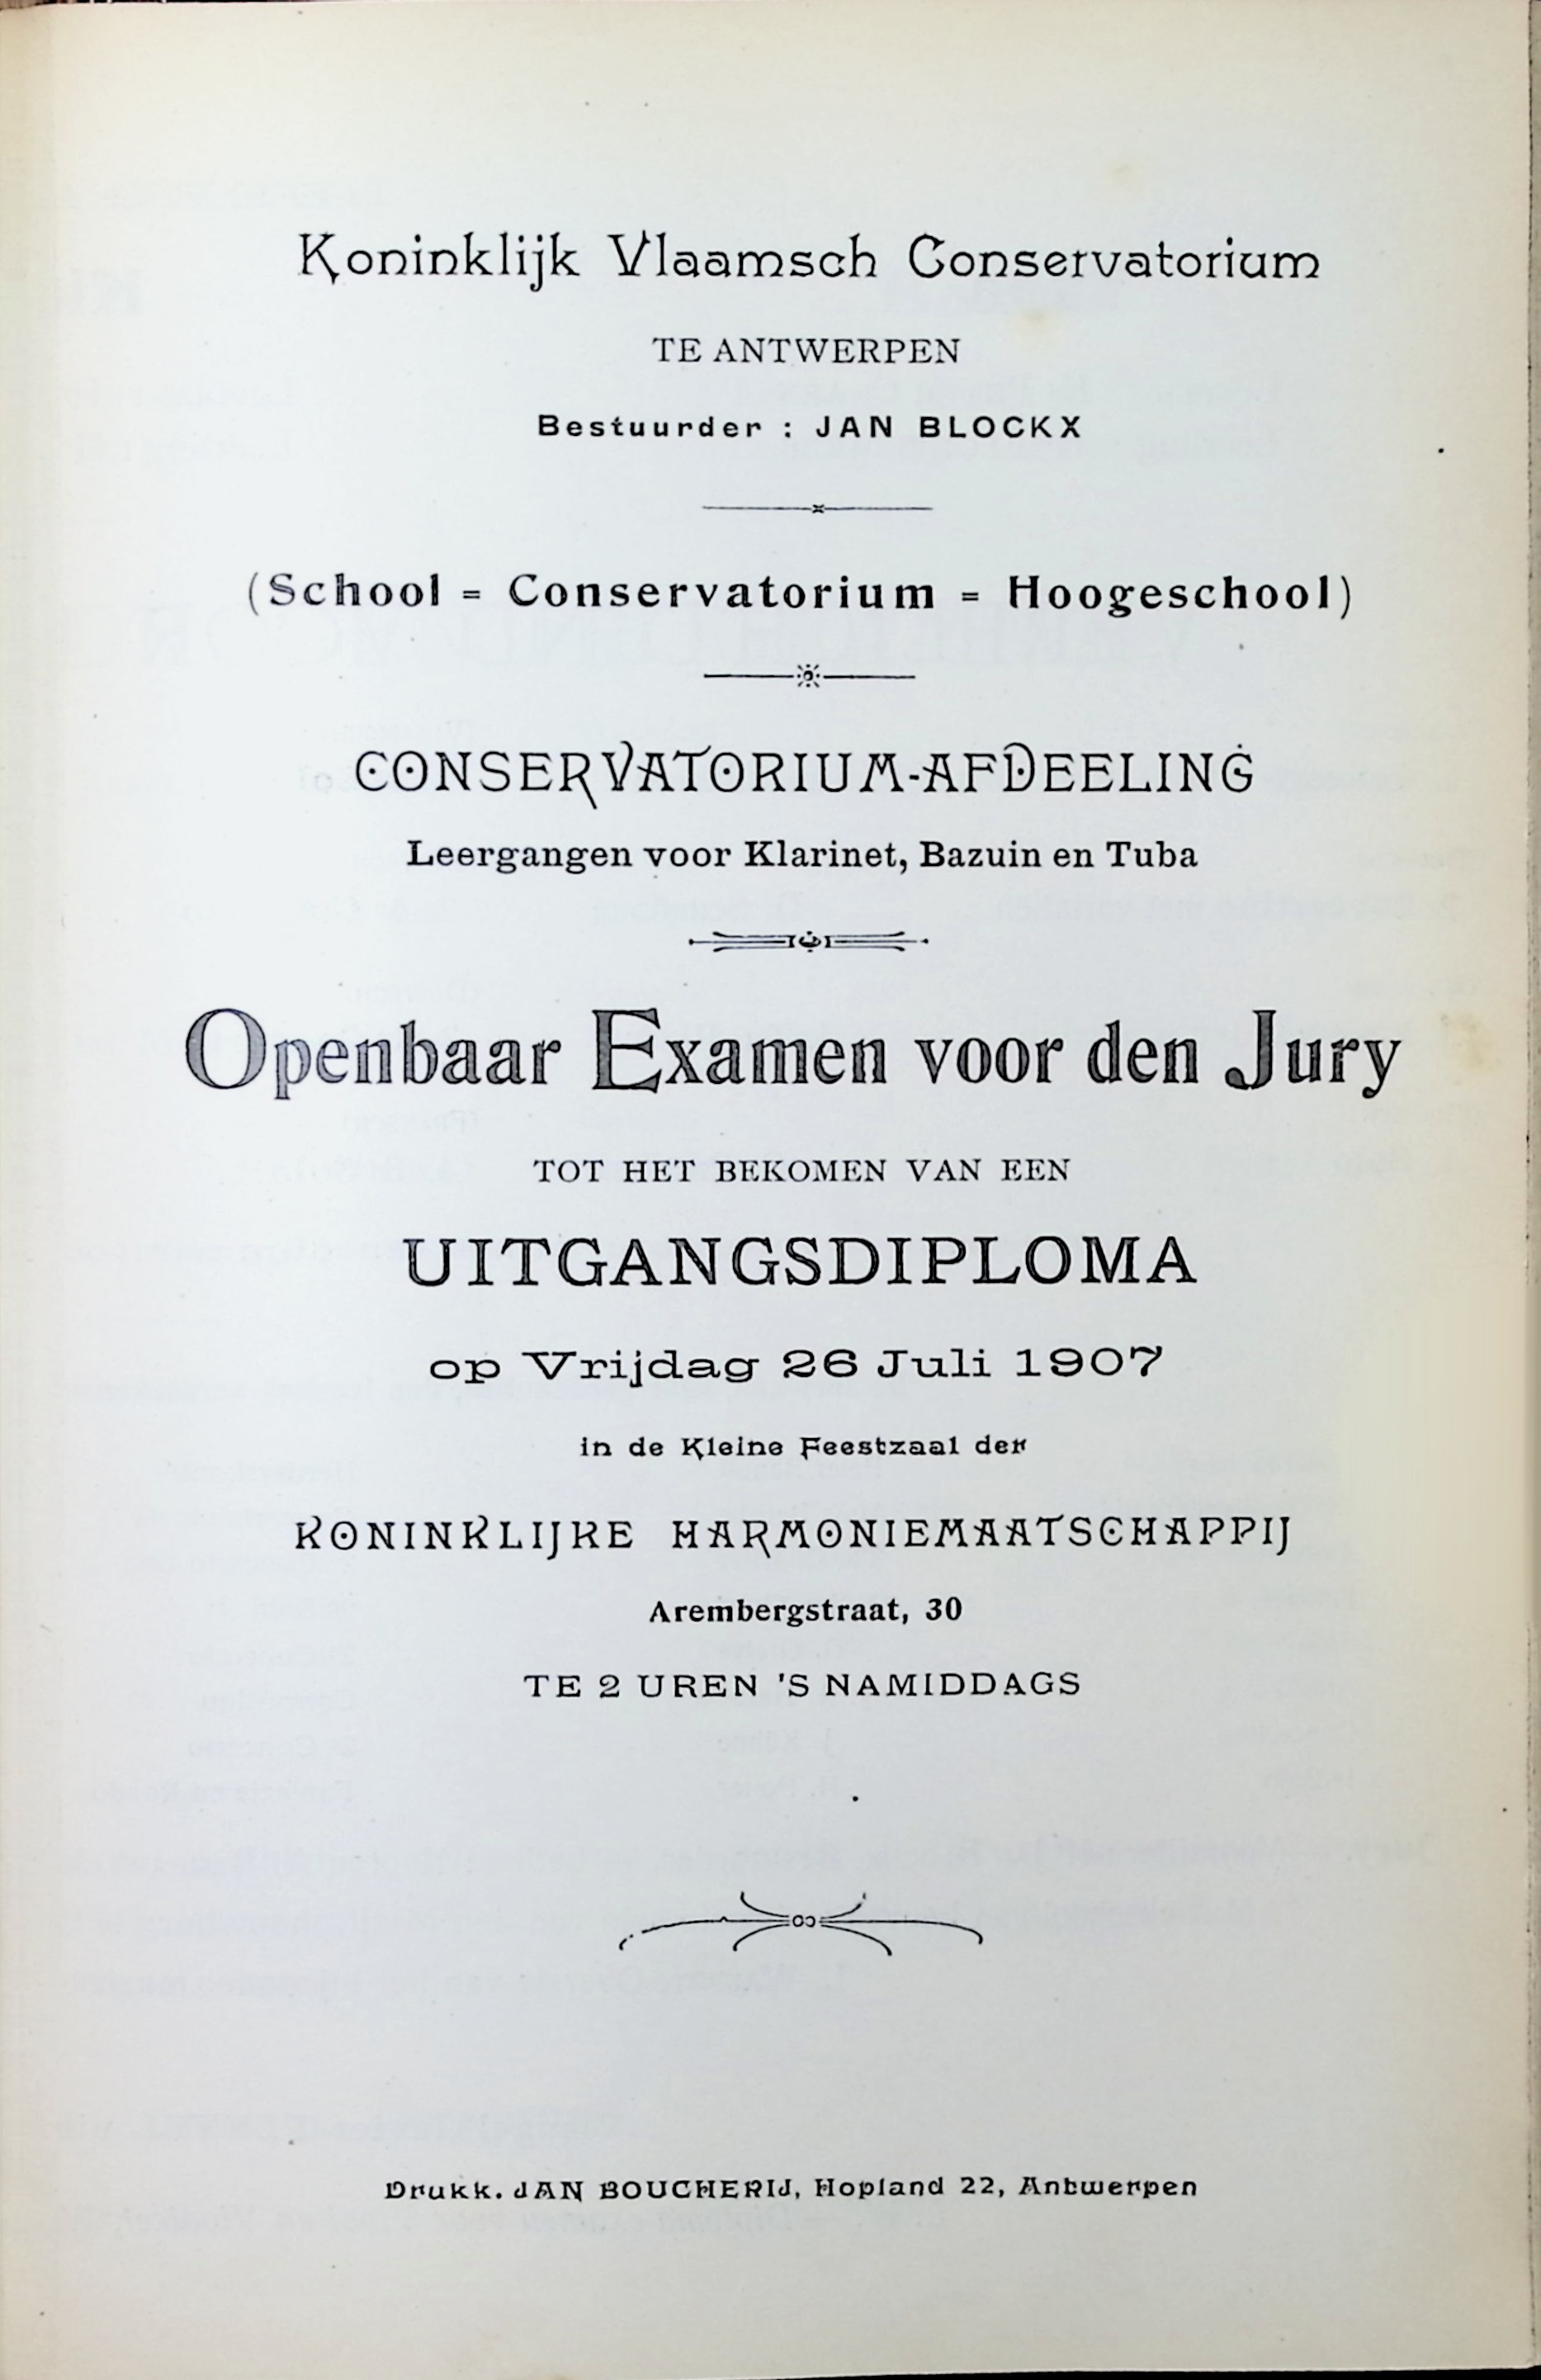 Koninklijk Vlaamsch Conservatorium
TE ANTWERPEN
Bestuurder : JAN BLOCKX
(School = Conservatorium = Hoogeschool)
CONSERVATORIUM-AFDEELING
Leergangen voor Klarinet, Bazuin en Tuba
Openbaar Examen voor den Jury
TOT HET BEKOMEN VAN EEN
UITGANGSDIPLOMA
op Vrijdag 26 Juli 1907
in de Kleine Feestzaal der
KONINKLIJKE HARMONIEMAATSCHAPPIJ
Arembergstraat, 30
TE 2 UREN 'S NAMIDDAGS
Drukk. JAN BOUCHERIJ, Hopland 22, Antwerpen